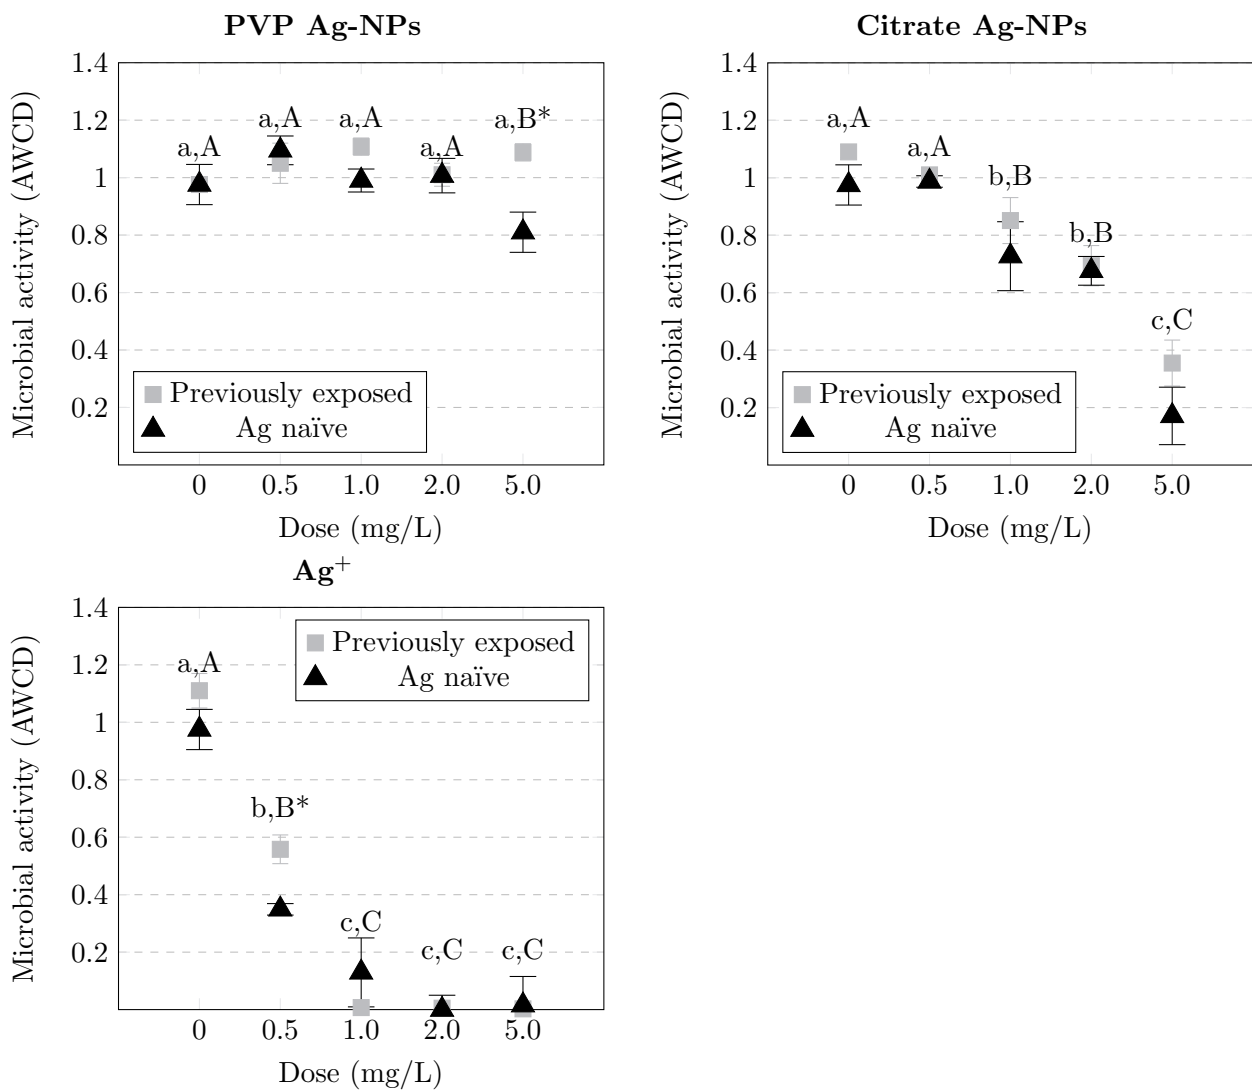 PVP Ag-NPs
Microbial activity (AWCD)
1.4
1.2
1
0.8
0.6
0.4
0.2
a,A
a,A
a,A
a,A
a,B*
Previously exposed
Ag naïve
0
0.5
1.0
2.0
5.0
Dose (mg/L)
Citrate Ag-NPs
Microbial activity (AWCD)
1.4
1.2
1
0.8
0.6
0.4
0.2
a,A
a,A
b,B
b,B
c,C
Previously exposed
Ag naïve
0
0.5
1.0
2.0
5.0
Dose (mg/L)
Ag⁺
Microbial activity (AWCD)
1.4
1.2
1
0.8
0.6
0.4
0.2
Previously exposed
Ag naïve
a,A
b,B*
c,C
c,C
c,C
0
0.5
1.0
2.0
5.0
Dose (mg/L)